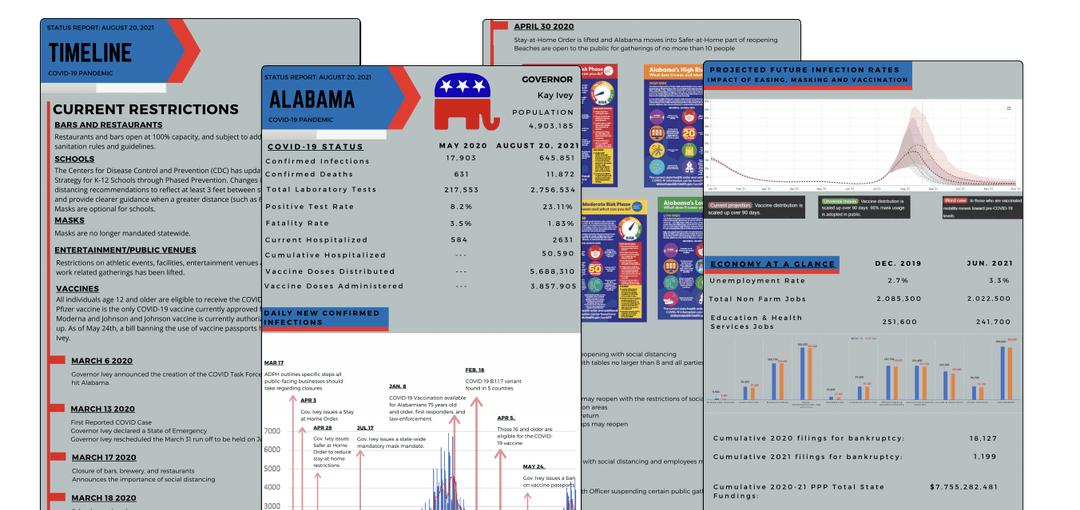 STATUS REPORT: AUGUST 20, 2021
TIMELINE
COVID-19 PANDEMIC
CURRENT RESTRICTIONS
BARS AND RESTAURANTS
Restaurants and bars open at 100% capacity, and subject to add
sanitation rules and guidelines.
SCHOOLS
The Centers for Disease Control and Prevention (CDC) has upda
Strategy for K-12 Schools through Phased Prevention. Changes
distancing recommendations to reflect at least 3 feet between s
and provide clearer guidance when a greater distance (such as 6
Masks are optional for schools.
MASKS
Masks are no longer mandated statewide.
ENTERTAINMENT/PUBLIC VENUES
Restrictions on athletic events, facilities, entertainment venues
work related gatherings has been lifted.
VACCINES
All individuals age 12 and older are eligible to receive the COVID
Pfizer vaccine is the only COVID-19 vaccine currently approved f
Moderna and Johnson and Johnson vaccine is currently authoriz
up. As of May 24th, a bill banning the use of vaccine passports
Ivey.
MARCH 6 2020
Governor Ivey announced the creation of the COVID Task Force
hit Alabama.
MARCH 13 2020
First Reported COVID Case
Governor Ivey declared a State of Emergency
Governor Ivey rescheduled the March 31 run off to be held on J
MARCH 17 2020
Closure of bars, brewery, and restaurants
Announces the importance of social distancing
MARCH 18 2020
STATUS REPORT: AUGUST 20, 2021
ALABAMA
COVID-19 PANDEMIC
GOVERNOR
Kay Ivey
POPULATION
4,903,185
COVID-19 STATUS MAY 2020 AUGUST 20, 2021
Confirmed Infections 17,903 645,851
Confirmed Deaths 631 11,872
Total Laboratory Tests 217,553 2,756,534
Positive Test Rate 8.2% 23.11%
Fatality Rate 3.5% 1.83%
Current Hospitalized 584 2631
Cumulative Hospitalized --- 50,590
Vaccine Doses Distributed --- 5,688,310
Vaccine Doses Administered --- 3,857,905
DAILY NEW CONFIRMED
INFECTIONS
MAR 17
ADPH outlines specific steps all
public-facing businesses should
take regarding closures.
APR 3
Gov. Ivey issues a Stay
at Home Order.
APR 28
Gov. Ivey issues
Safer at Home
Order to reduce
stay-at-home
restrictions.
JUL 17
Gov. Ivey issues a state-wide
mandatory mask mandate.
JAN. 8
COVID-19 Vaccination available
for Alabamians 75 years old
and order, first responders, and
law enforcement.
FEB. 18
COVID-19 B.1.1.7 variant
found in 5 counties
APR 5,
Those 16 and older are
eligible for the COVID-
19 vaccine
MAY 24,
Gov. Ivey issues a ban
on vaccine passports
7000
6000
5000
4000
3000
APRIL 30 2020
Stay-at-Home Order is lifted and Alabama moves into Safer-at-Home part of reopening
Beaches are open to the public for gatherings of no more than 10 people
Alabama's High Ris
Moderate Risk Phase
eopening with social distancing
th tables no larger than 8 and all parties
may reopen with the restrictions of socia
on areas
return
ps may reopen
with social distancing and employees m
th Officer suspending certain public gat
PROJECTED FUTURE INFECTION RATES
IMPACT OF EASING, MASKING AND VACCINATION
Current projection: Vaccine distribution is
scaled up over 90 days.
Universal masks: Vaccine distribution is
scaled up over 90 days. 95% mask usage
is adopted in public.
Worst case: In those who are vaccinated
mobility moves toward pre-COVID-19
levels.
ECONOMY AT A GLANCE DEC. 2019 JUN. 2021
Unemployment Rate 2.7% 3.3%
Total Non Farm Jobs 2,085,300 2,022,500
Education & Health
Services Jobs 251,600 241,700
Cumulative 2020 filings for bankruptcy: 18,127
Cumulative 2021 filings for bankruptcy: 1,199
Cumulative 2020-21 PPP Total State
Fundings: $7,755,282,481